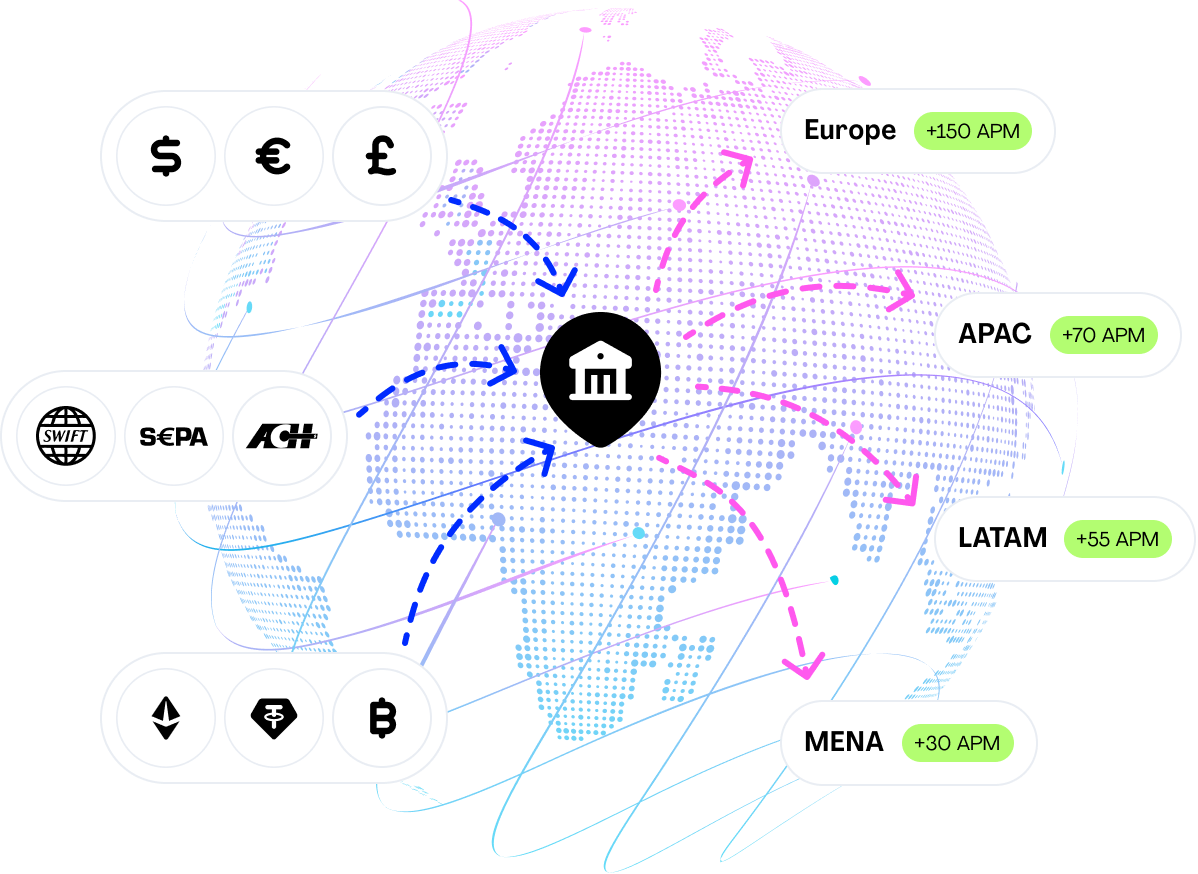 $ € £
Europe +150 APM
APAC +70 APM
SWIFT S€PA ACH
LATAM +55 APM
MENA +30 APM